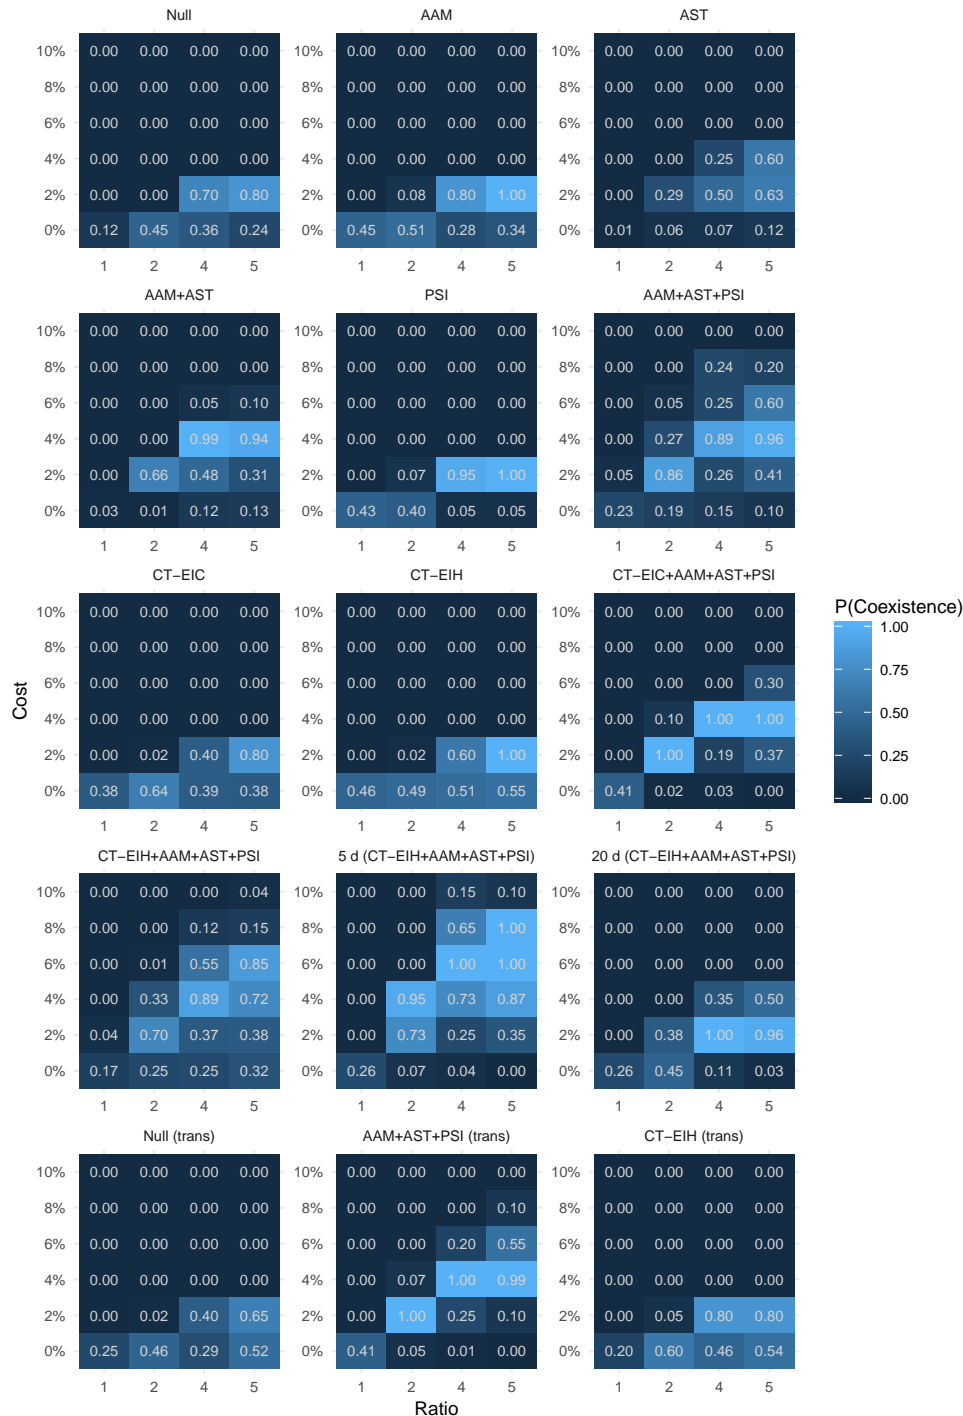 Null AAM AST
10% 0.00 0.00 0.00 0.00 10% 0.00 0.00 0.00 0.00 10% 0.00 0.00 0.00 0.00
8% 0.00 0.00 0.00 0.00 8% 0.00 0.00 0.00 0.00 8% 0.00 0.00 0.00 0.00
6% 0.00 0.00 0.00 0.00 6% 0.00 0.00 0.00 0.00 6% 0.00 0.00 0.00 0.00
4% 0.00 0.00 0.00 0.00 4% 0.00 0.00 0.00 0.00 4% 0.00 0.00 0.25 0.60
2% 0.00 0.00 0.70 0.80 2% 0.00 0.08 0.80 1.00 2% 0.00 0.29 0.50 0.63
0% 0.12 0.45 0.36 0.24 0% 0.45 0.51 0.28 0.34 0% 0.01 0.06 0.07 0.12
1 2 4 5 1 2 4 5 1 2 4 5
AAM+AST PSI AAM+AST+PSI
10% 0.00 0.00 0.00 0.00 10% 0.00 0.00 0.00 0.00 10% 0.00 0.00 0.00 0.00
8% 0.00 0.00 0.00 0.00 8% 0.00 0.00 0.00 0.00 8% 0.00 0.00 0.24 0.20
6% 0.00 0.00 0.05 0.10 6% 0.00 0.00 0.00 0.00 6% 0.00 0.05 0.25 0.60
4% 0.00 0.00 0.99 0.94 4% 0.00 0.00 0.00 0.00 4% 0.00 0.27 0.89 0.96
2% 0.00 0.66 0.48 0.31 2% 0.00 0.07 0.95 1.00 2% 0.05 0.86 0.26 0.41
0% 0.03 0.01 0.12 0.13 0% 0.43 0.40 0.05 0.05 0% 0.23 0.19 0.15 0.10
1 2 4 5 1 2 4 5 1 2 4 5
CT−EIC CT−EIH CT−EIC+AAM+AST+PSI
10% 0.00 0.00 0.00 0.00 10% 0.00 0.00 0.00 0.00 10% 0.00 0.00 0.00 0.00
8% 0.00 0.00 0.00 0.00 8% 0.00 0.00 0.00 0.00 8% 0.00 0.00 0.00 0.00
6% 0.00 0.00 0.00 0.00 6% 0.00 0.00 0.00 0.00 6% 0.00 0.00 0.00 0.30
4% 0.00 0.00 0.00 0.00 4% 0.00 0.00 0.00 0.00 4% 0.00 0.10 1.00 1.00
2% 0.00 0.02 0.40 0.80 2% 0.00 0.02 0.60 1.00 2% 0.00 1.00 0.19 0.37
0% 0.38 0.64 0.39 0.38 0% 0.46 0.49 0.51 0.55 0% 0.41 0.02 0.03 0.00
1 2 4 5 1 2 4 5 1 2 4 5
CT−EIH+AAM+AST+PSI 5 d (CT−EIH+AAM+AST+PSI) 20 d (CT−EIH+AAM+AST+PSI)
10% 0.00 0.00 0.00 0.04 10% 0.00 0.00 0.15 0.10 10% 0.00 0.00 0.00 0.00
8% 0.00 0.00 0.12 0.15 8% 0.00 0.00 0.65 1.00 8% 0.00 0.00 0.00 0.00
6% 0.00 0.01 0.55 0.85 6% 0.00 0.00 1.00 1.00 6% 0.00 0.00 0.00 0.00
4% 0.00 0.33 0.89 0.72 4% 0.00 0.95 0.73 0.87 4% 0.00 0.00 0.35 0.50
2% 0.04 0.70 0.37 0.38 2% 0.00 0.73 0.25 0.35 2% 0.00 0.38 1.00 0.96
0% 0.17 0.25 0.25 0.32 0% 0.26 0.07 0.04 0.00 0% 0.26 0.45 0.11 0.03
1 2 4 5 1 2 4 5 1 2 4 5
Null (trans) AAM+AST+PSI (trans) CT−EIH (trans)
10% 0.00 0.00 0.00 0.00 10% 0.00 0.00 0.00 0.00 10% 0.00 0.00 0.00 0.00
8% 0.00 0.00 0.00 0.00 8% 0.00 0.00 0.00 0.10 8% 0.00 0.00 0.00 0.00
6% 0.00 0.00 0.00 0.00 6% 0.00 0.00 0.20 0.55 6% 0.00 0.00 0.00 0.00
4% 0.00 0.00 0.00 0.00 4% 0.00 0.07 1.00 0.99 4% 0.00 0.00 0.00 0.00
2% 0.00 0.02 0.40 0.65 2% 0.00 1.00 0.25 0.10 2% 0.00 0.05 0.80 0.80
0% 0.25 0.46 0.29 0.52 0% 0.41 0.05 0.01 0.00 0% 0.20 0.60 0.46 0.54
1 2 4 5 1 2 4 5 1 2 4 5
Ratio
Cost
P(Coexistence)
1.00
0.75
0.50
0.25
0.00